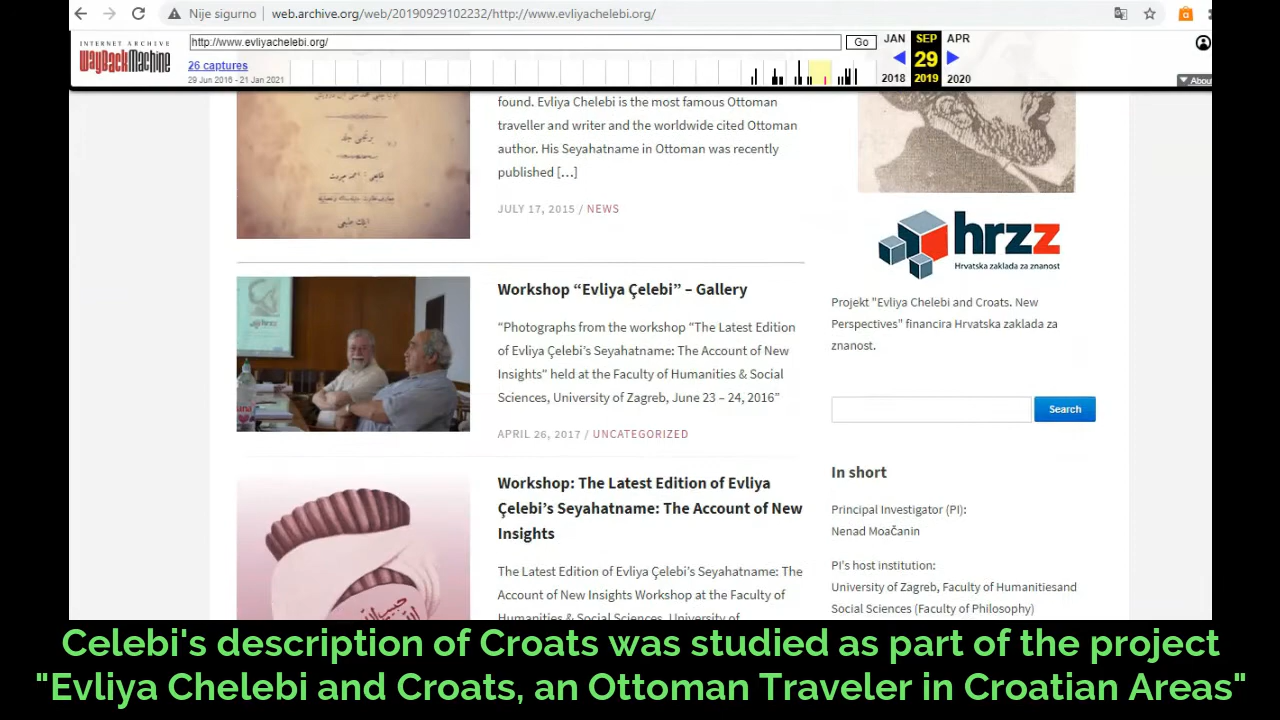 Nije sigurno
web.archive.org/web/20190929102232/http://www.evliyachelebi.org/
INTERNET ARCHIVE
WayBackMachine
http://www.evliyachelebi.org/
Go
26 captures
29 Jun 2016 - 21 Jan 2021
JAN SEP APR
29
2018 2019 2020
Abou
found. Evliya Chelebi is the most famous Ottoman
traveller and writer and the worldwide cited Ottoman
author. His Seyahatname in Ottoman was recently
published […]
JULY 17, 2015 / NEWS
Workshop “Evliya Çelebi” – Gallery
“Photographs from the workshop “The Latest Edition
of Evliya Çelebi’s Seyahatname: The Account of New
Insights” held at the Faculty of Humanities & Social
Sciences, University of Zagreb, June 23 – 24, 2016”
APRIL 26, 2017 / UNCATEGORIZED
Workshop: The Latest Edition of Evliya
Çelebi’s Seyahatname: The Account of New
Insights
The Latest Edition of Evliya Çelebi’s Seyahatname: The
Account of New Insights Workshop at the Faculty of
Humanities & Social Sciences, University of
hrzz
Hrvatska zaklada za znanost
Projekt "Evliya Chelebi and Croats. New
Perspectives" financira Hrvatska zaklada za
znanost.
Search
In short
Principal Investigator (PI):
Nenad Moačanin
PI's host institution:
University of Zagreb, Faculty of Humanitiesand
Social Sciences (Faculty of Philosophy)
Celebi's description of Croats was studied as part of the project
"Evliya Chelebi and Croats, an Ottoman Traveler in Croatian Areas"